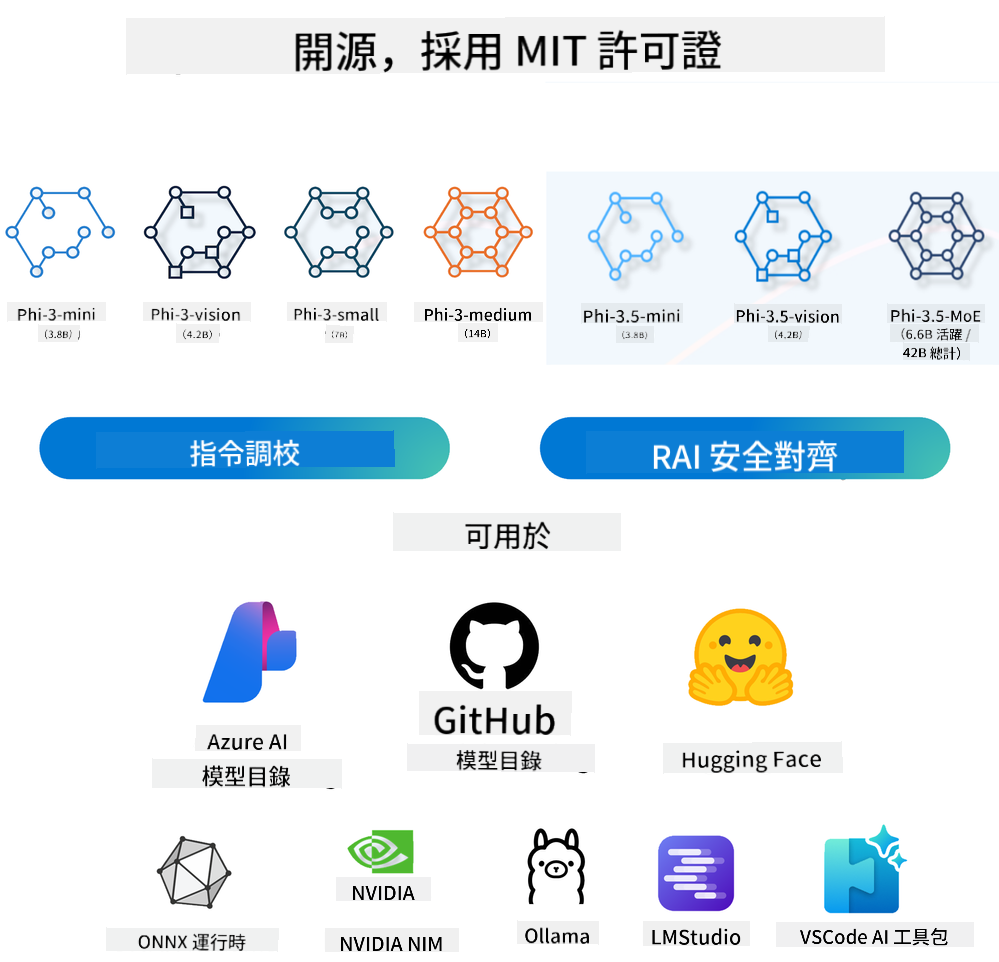 開源，採用 MIT 許可證
Phi-3-mini
(3.8B)
Phi-3-vision
(4.2B)
Phi-3-small
(7B)
Phi-3-medium
(14B)
Phi-3.5-mini
(3.8B)
Phi-3.5-vision
(4.2B)
Phi-3.5-MoE
(6.6B 活躍 /
42B 總計)
指令調校
RAI 安全對齊
可用於
Azure AI
模型目錄
GitHub
模型目錄
Hugging Face
ONNX 運行時
NVIDIA
NVIDIA NIM
Ollama
LMStudio
VSCode AI 工具包